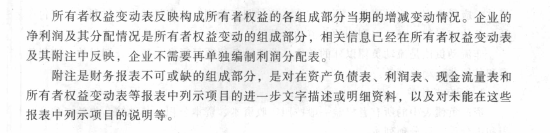 所有者权益变动表反映构成所有者权益的各组成部分当期的增减变动情况。企业的
净利润及其分配情况是所有者权益变动的组成部分，相关信息已经在所有者权益变动表
及其附注中反映，企业不需要再单独编制利润分配表。
附注是财务报表不可或缺的组成部分，是对在资产负债表、利润表、现金流量表和
所有者权益变动表等报表中列示项目的进一步文字描述或明细资料，以及对未能在这些
报表中列示项目的说明等。